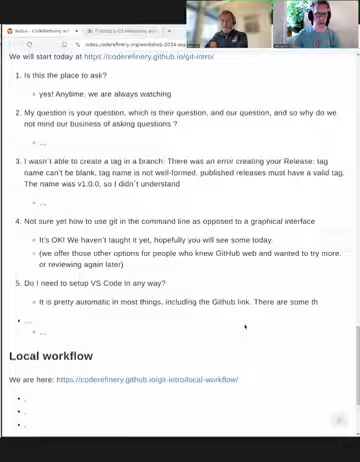 Notes - CodeRefinery wo
notes.coderefinery.org/workshop-2024-sep
We will start today at https://coderefinery.github.io/git-intro/
1. Is this the place to ask?
yes! Anytime, we are always watching
2. My question is your question, which is their question, and our question, and so why do we
not mind our business of asking questions ?
...
3. I wasn´t able to create a tag in a branch: There was an error creating your Release: tag
name can't be blank, tag name is not well-formed, published releases must have a valid tag.
The name was v1.0.0, so I didn´t understand
...
4. Not sure yet how to use git in the command line as opposed to a graphical interface
It's OK! We haven't taught it yet, hopefully you will see some today.
(we offer those other options for people who knew GitHub web and wanted to try more.
or reviewing again later)
5. Do I need to setup VS Code in any way?
It is pretty automatic in most things, including the Github link. There are some th
...
...
Local workflow
We are here: https://coderefinery.github.io/git-intro/local-workflow/
.
.
.